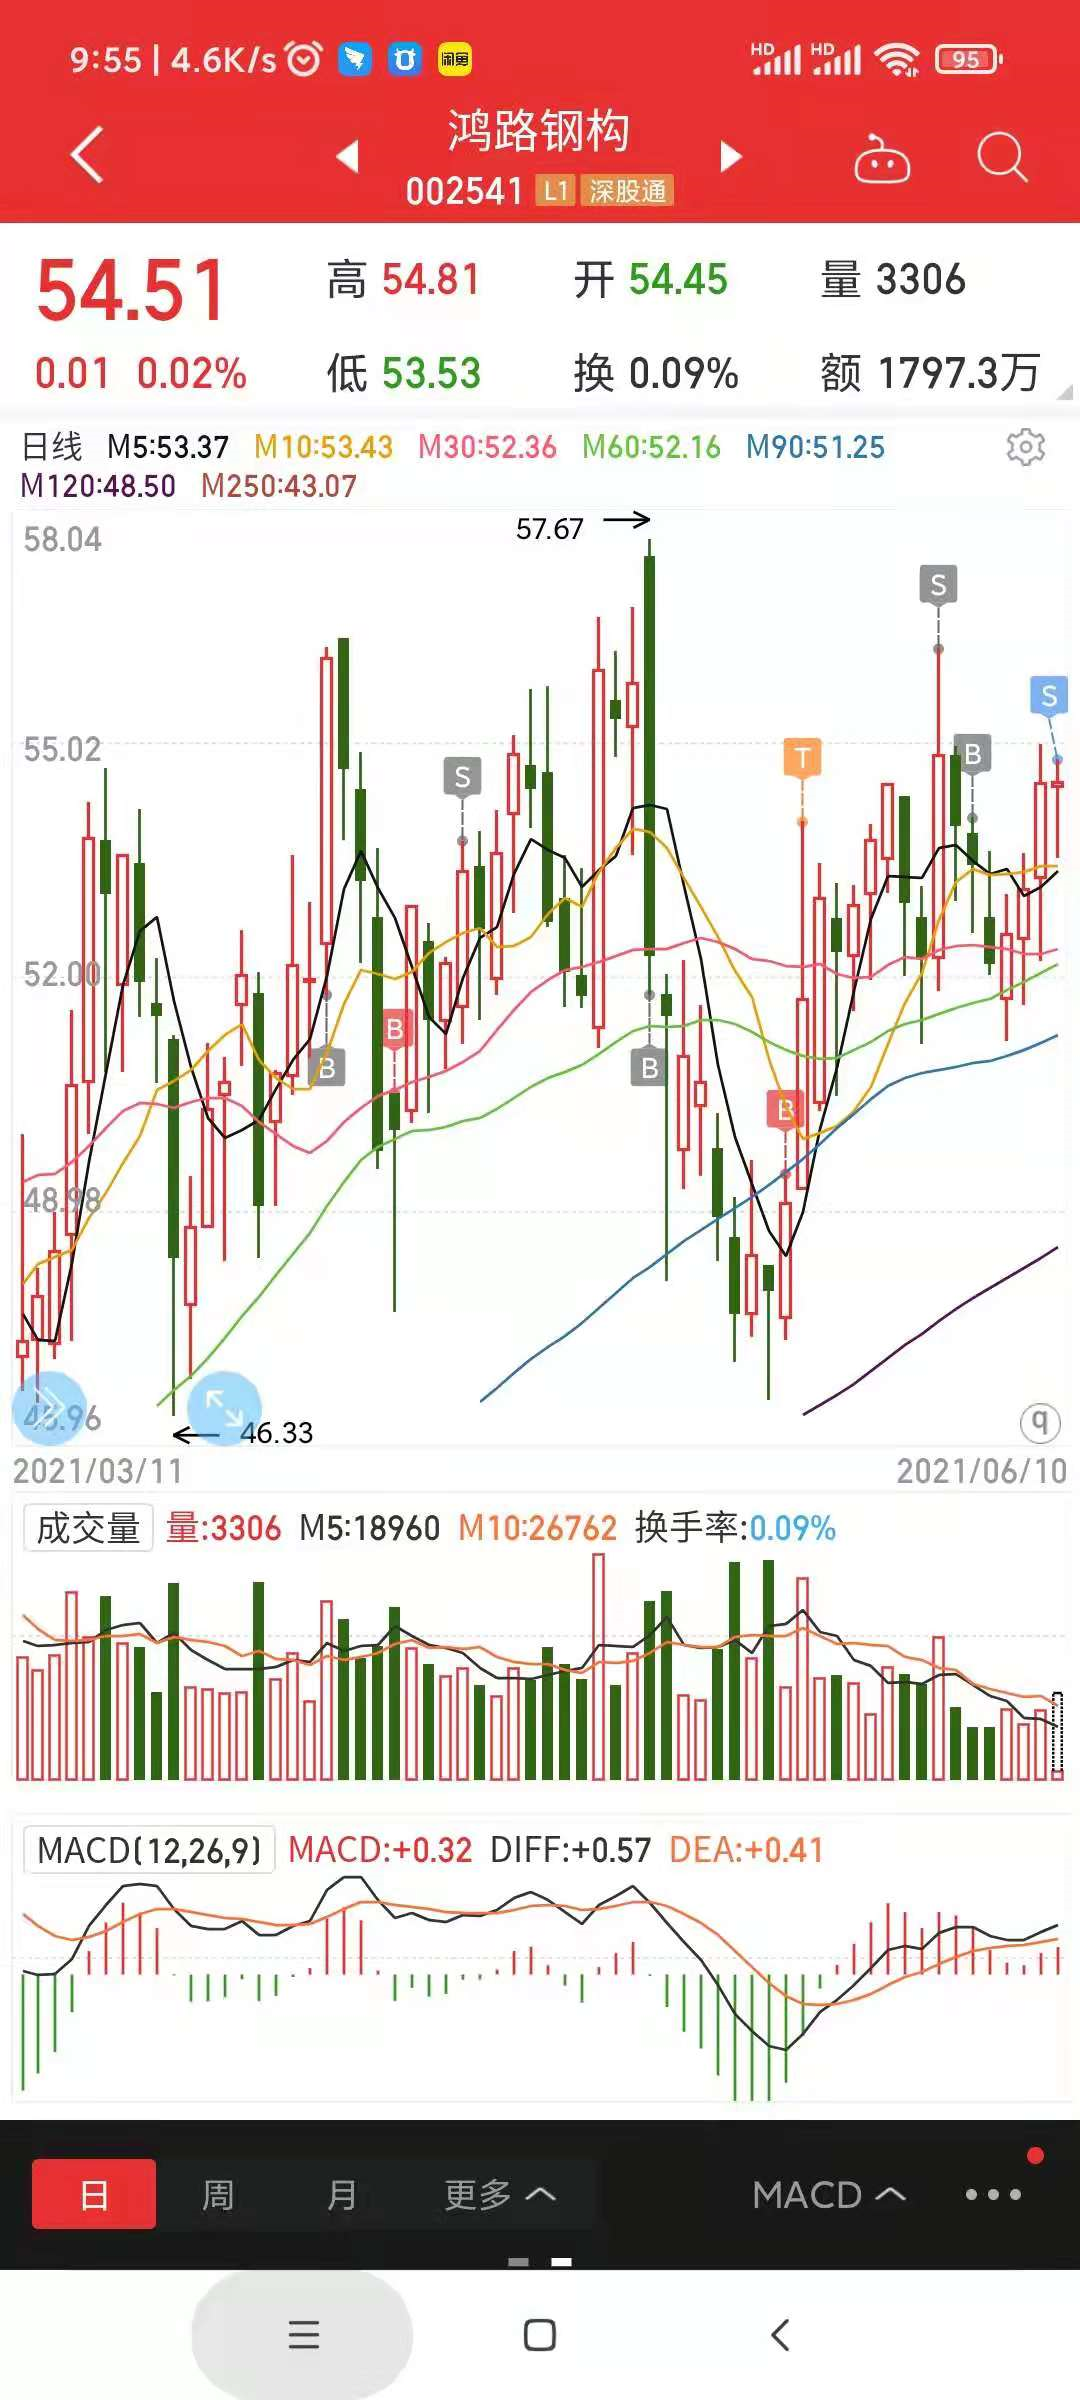 9:55 | 4.6K/s 闲鱼 HD HD 95
鸿路钢构
002541 L1 深股通
54.51 高 54.81 开 54.45 量 3306
0.01 0.02% 低 53.53 换 0.09% 额 1797.3万
日线 M5:53.37 M10:53.43 M30:52.36 M60:52.16 M90:51.25
M120:48.50 M250:43.07
57.67
58.04
S
S
55.02
T
B
S
52.00
B
B
B
B
48.98
45.96
46.33
q
2021/03/11 2021/06/10
成交量 量:3306 M5:18960 M10:26762 换手率:0.09%
MACD(12,26,9) MACD:+0.32 DIFF:+0.57 DEA:+0.41
日 周 月 更多 MACD